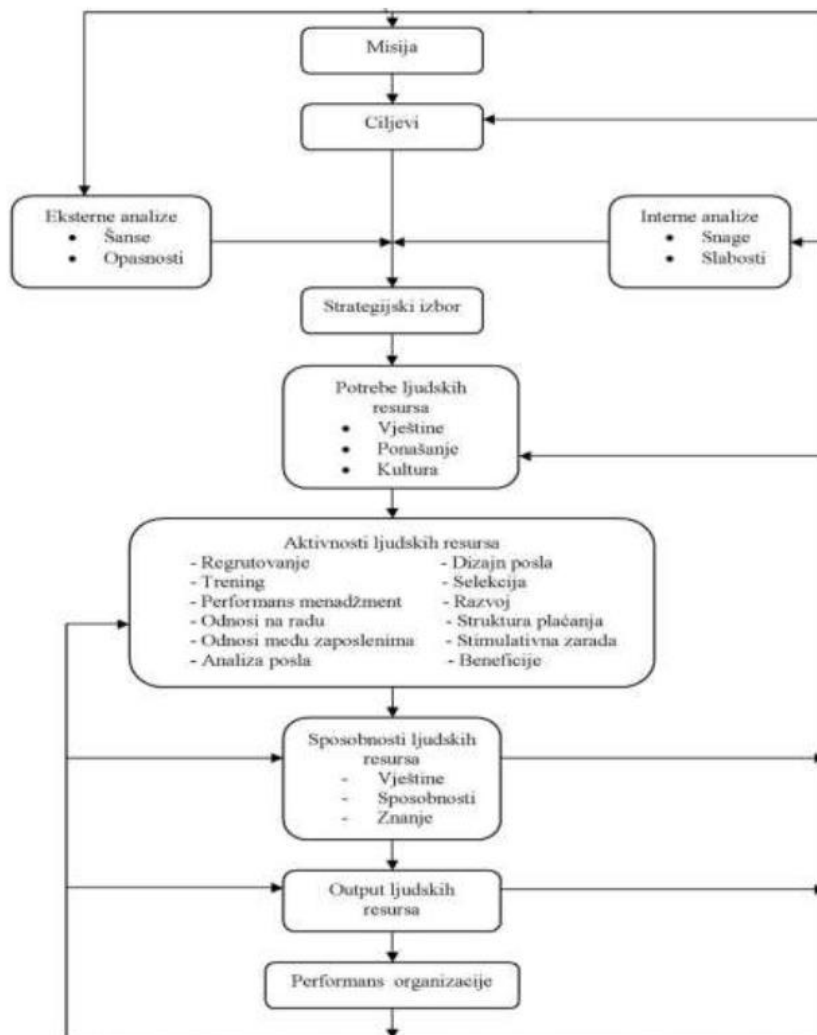 Misija
Ciljevi
Eksterne analize
• Šanse
• Opasnosti
Interne analize
• Snage
• Slabosti
Strategijski izbor
Potrebe ljudskih
resursa
• Vještine
• Ponašanje
• Kultura
Aktivnosti ljudskih resursa
- Regrutovanje
- Trening
- Performans menadžment
- Odnosi na radu
- Odnosi među zaposlenima
- Analiza posla
- Dizajn posla
- Selekcija
- Razvoj
- Struktura plaćanja
- Stimulativna zarada
- Beneficije
Sposobnosti ljudskih
resursa
- Vještine
- Sposobnosti
- Znanje
Output ljudskih
resursa
Performans organizacije